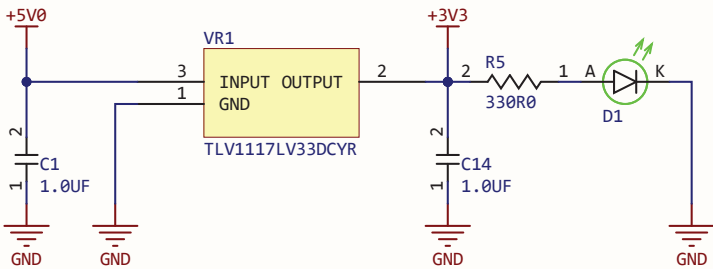 +5V0
+3V3
VR1
R5
3
INPUT OUTPUT
2
2
1
A
K
1
GND
330R0
D1
TLV1117LV33DCYR
2
C1
1
1.0UF
2
C14
1
1.0UF
GND
GND
GND
GND